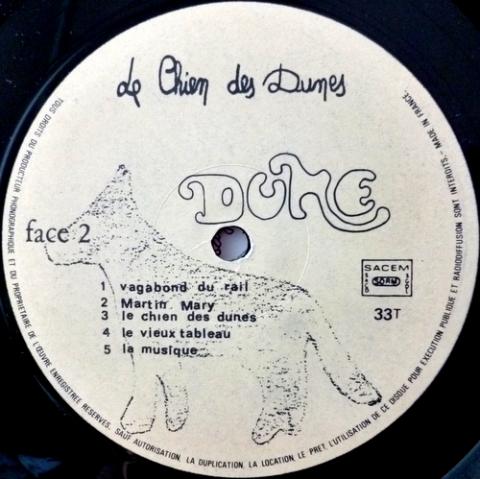 Le Chien des Dunes
DUNE
face 2
1 vagabond du rail
2 Martin Mary
3 le chien des dunes
4 le vieux tableau
5 la musique
SACEM
SDRM
33T
TOUS DROITS DU PRODUCTEUR PHONOGRAPHIQUE ET DU PROPRIETAIRE DE L'ŒUVRE ENREGISTREE RESERVES. SAUF AUTORISATION, LA DUPLICATION, LA LOCATION, LE PRET, L'UTILISATION DE CE DISQUE POUR EXECUTION PUBLIQUE ET RADIODIFFUSION SONT INTERDITS.- MADE IN FRANCE.